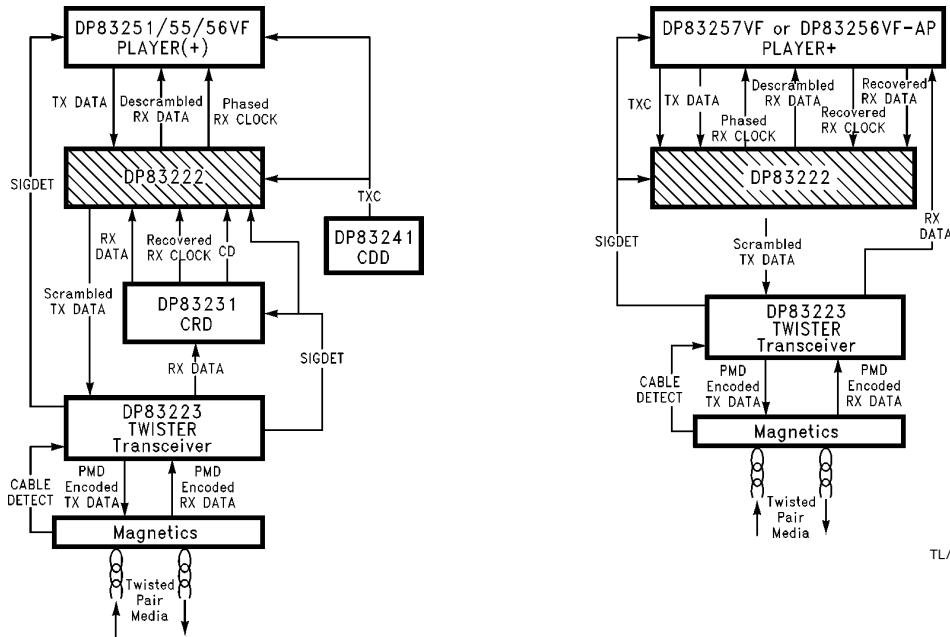 DP83251/55/56VF
PLAYER(+)
TX DATA
Descrambled
RX DATA
Phased
RX CLOCK
SIGDET
DP83222
TXC
DP83241
CDD
RX
DATA
Recovered
RX CLOCK
CD
Scrambled
TX DATA
DP83231
CRD
SIGDET
RX DATA
DP83223
TWISTER
Transceiver
CABLE
DETECT
PMD
Encoded
TX DATA
PMD
Encoded
RX DATA
Magnetics
Twisted
Pair
Media
DP83257VF or DP83256VF-AP
PLAYER+
TXC
TX DATA
Phased
RX CLOCK
Descrambled
RX DATA
Recovered
RX CLOCK
Recovered
RX DATA
DP83222
SIGDET
Scrambled
TX DATA
RX
DATA
DP83223
TWISTER
Transceiver
CABLE
DETECT
PMD
Encoded
TX DATA
PMD
Encoded
RX DATA
Magnetics
Twisted
Pair
Media
TL/